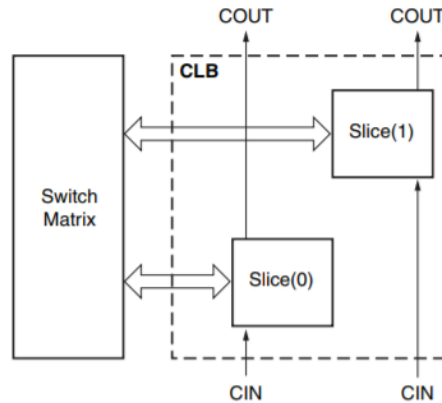 COUT COUT
CLB
Slice(1)
Switch
Matrix
Slice(0)
CIN CIN